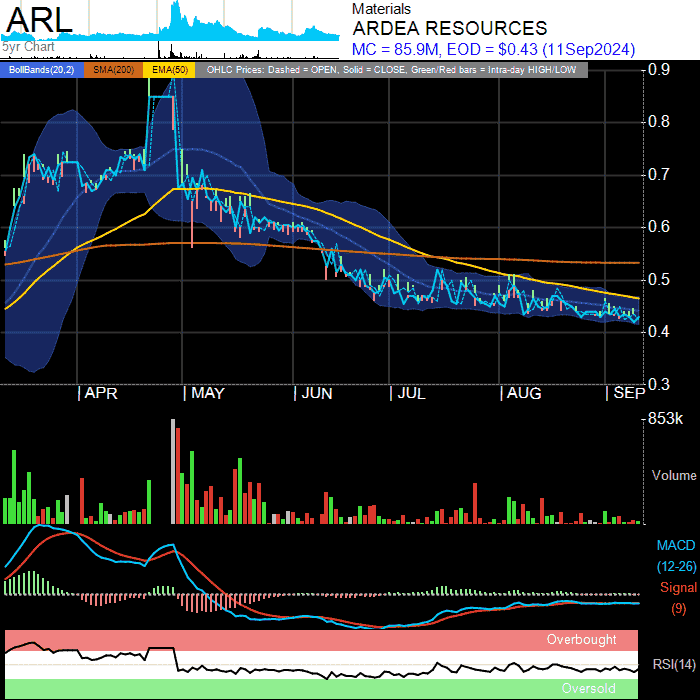 ARL
5yr Chart
Materials
ARDEA RESOURCES
MC = 85.9M, EOD = $0.43 (11Sep2024)
BollBands(20,2) SMA(200) EMA(50) OHLC Prices: Dashed = OPEN, Solid = CLOSE, Green/Red bars = Intra-day HIGH/LOW
0.9
0.8
0.7
0.6
0.5
0.4
0.3
APR MAY JUN JUL AUG SEP
853k
Volume
MACD
(12-26)
Signal
(9)
Overbought
RSI(14)
Oversold